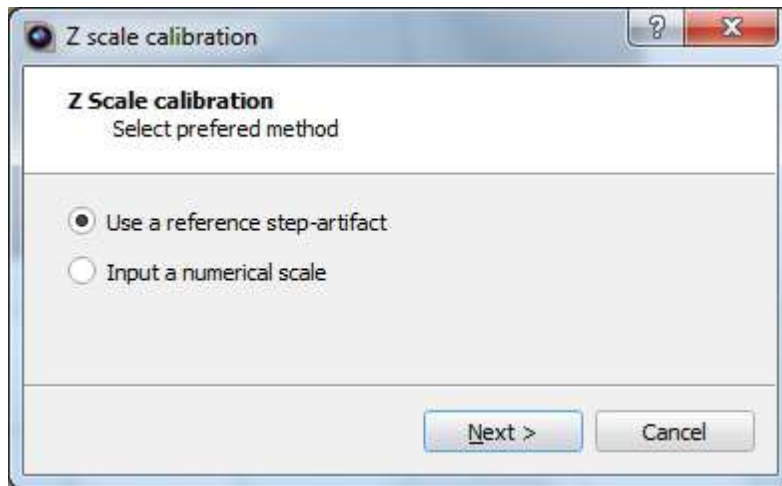 Z scale calibration
Z Scale calibration
Select prefered method
Use a reference step-artifact
Input a numerical scale
Next >
Cancel